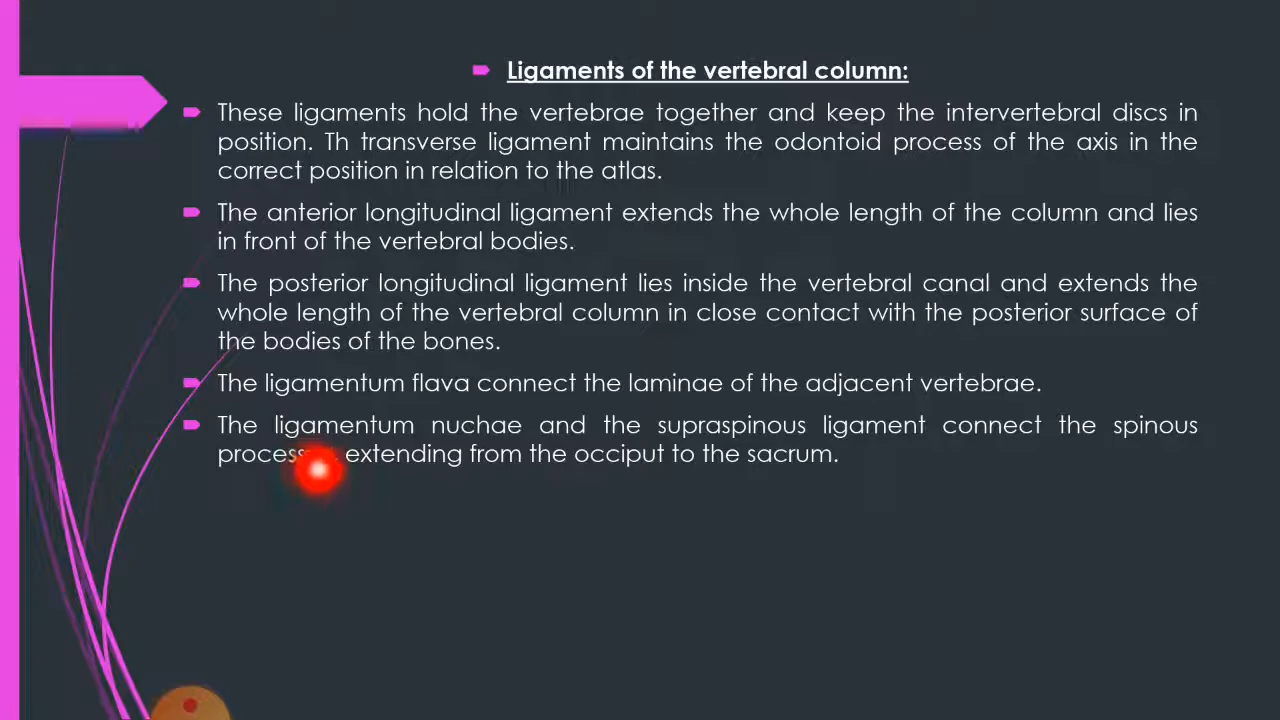 Ligaments of the vertebral column:
These ligaments hold the vertebrae together and keep the intervertebral discs in
position. Th transverse ligament maintains the odontoid process of the axis in the
correct position in relation to the atlas.
The anterior longitudinal ligament extends the whole length of the column and lies
in front of the vertebral bodies.
The posterior longitudinal ligament lies inside the vertebral canal and extends the
whole length of the vertebral column in close contact with the posterior surface of
the bodies of the bones.
The ligamentum flava connect the laminae of the adjacent vertebrae.
The ligamentum nuchae and the supraspinous ligament connect the spinous
extending from the occiput to the sacrum.